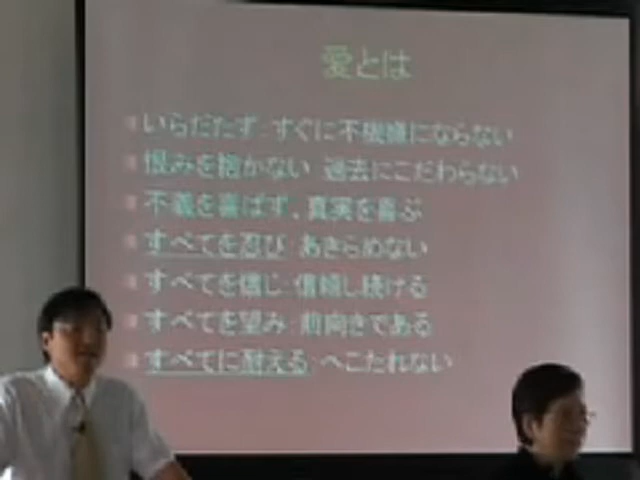 愛とは
いらだたず すぐに不機嫌にならない
恨みを抱かない 過去にこだわらない
不義を喜ばず、真実を喜ぶ
すべてを忍び あきらめない
すべてを信じ 信頼し続ける
すべてを望み 前向きである
すべてに耐える へこたれない